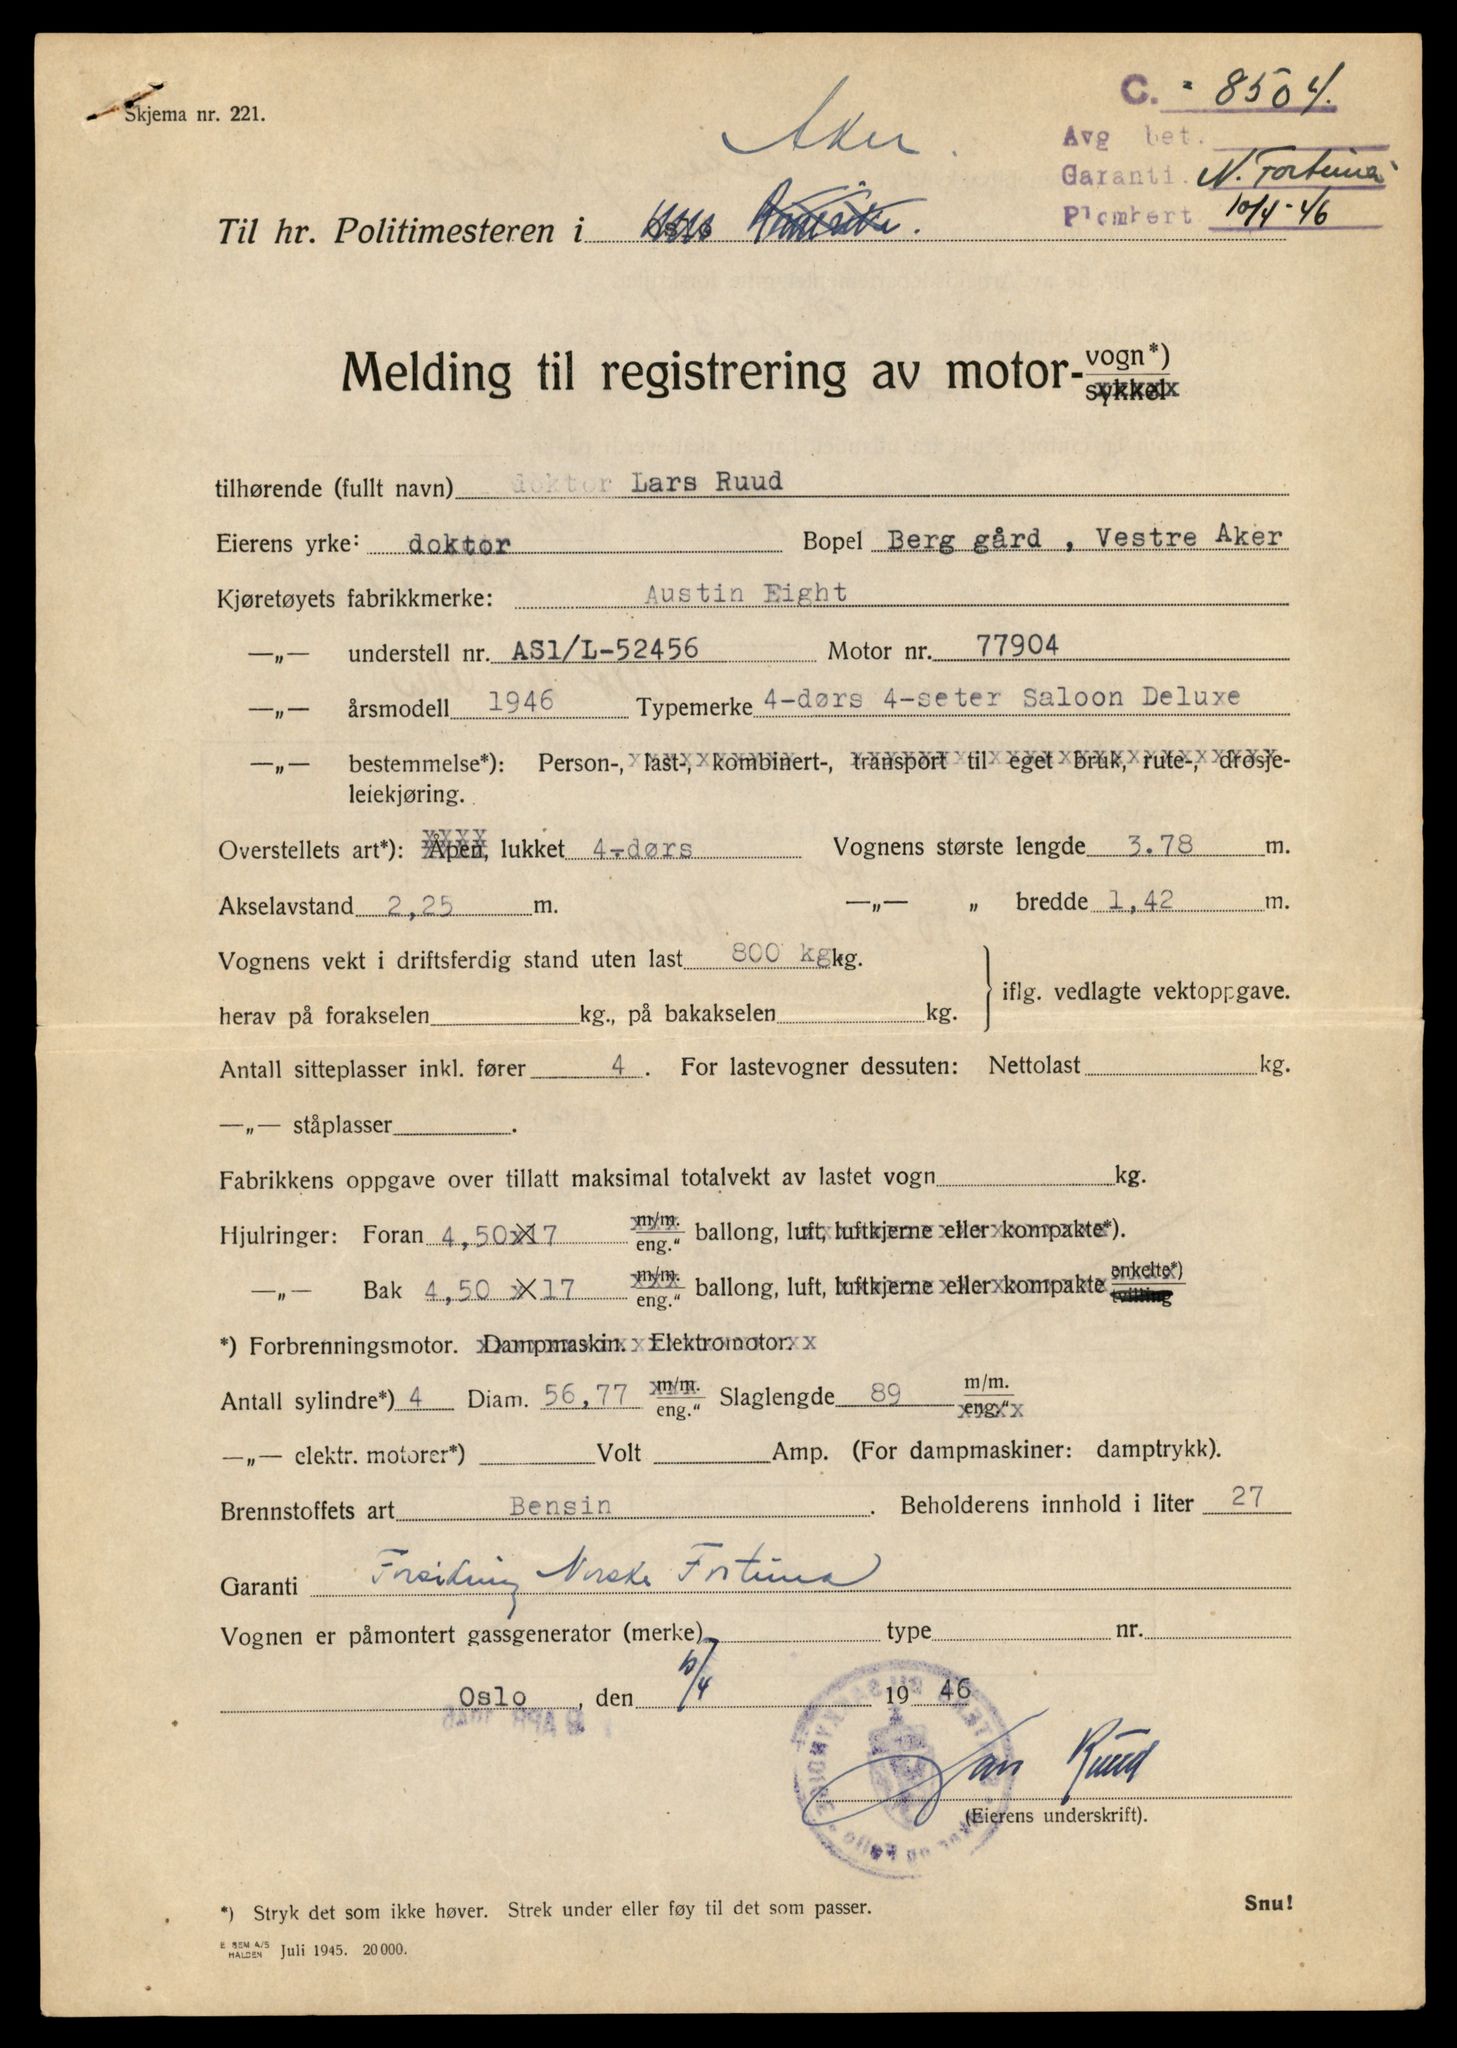 Skjema nr. 221.
C. - 8504.
Aker.
Avg bet.
Garanti. N. Fortuna
Plombert 10/4-46
Til hr. Politimesteren i
Melding til registrering av motor-vogn*)
sykkel
tilhørende (fullt navn) doktor Lars Ruud
Eierens yrke: doktor Bopel Berg gård , Vestre Aker
Kjøretøyets fabrikkmerke: Austin Eight
—„— understell nr. AS1/L-52456 Motor nr. 77904
—„— årsmodell 1946 Typemerke 4-dørs 4-seter Saloon Deluxe
—„— bestemmelse*): Person-, last-, kombinert-, transport til eget bruk, rute-, drosje-
leiekjøring.
Overstellets art*): Åpen, lukket 4-dørs Vognens største lengde 3.78 m.
Akselavstand 2,25 m. —„— „ bredde 1,42 m.
Vognens vekt i driftsferdig stand uten last 800 kg kg.
iflg. vedlagte vektoppgave.
herav på forakselen kg., på bakakselen kg.
Antall sitteplasser inkl. fører 4 . For lastevogner dessuten: Nettolast kg.
—„— ståplasser .
Fabrikkens oppgave over tillatt maksimal totalvekt av lastet vogn kg.
Hjulringer: Foran 4,50x17 m/m. eng.“ ballong, luft, luftkjerne eller kompakte*).
—„— Bak 4,50 x 17 m/m. eng.“ ballong, luft, luftkjerne eller kompakte enkelte*) tvilling
*) Forbrenningsmotor. Dampmaskin. Elektromotor.
Antall sylindre*) 4 Diam. 56,77 m/m. eng.“ Slaglengde 89 m/m. eng.“
—„— elektr. motorer*) Volt Amp. (For dampmaskiner: damptrykk).
Brennstoffets art Bensin . Beholderens innhold i liter 27
Garanti Norske Fortuna
Vognen er påmontert gassgenerator (merke) type nr.
Oslo , den 10/4 19 46
Lars Ruud
(Eierens underskrift).
*) Stryk det som ikke høver. Strek under eller føy til det som passer.
Snu!
E SEM A/S
HALDEN Juli 1945. 20 000.